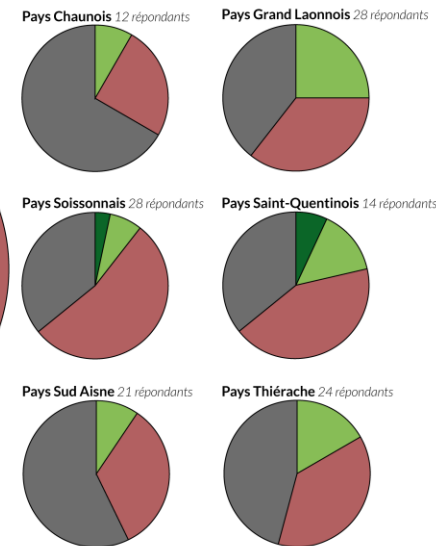 Pays Chaunois 12 répondants
Pays Grand Laonnois 28 répondants
Pays Soissonnais 28 répondants
Pays Saint-Quentinois 14 répondants
Pays Sud Aisne 21 répondants
Pays Thiérache 24 répondants